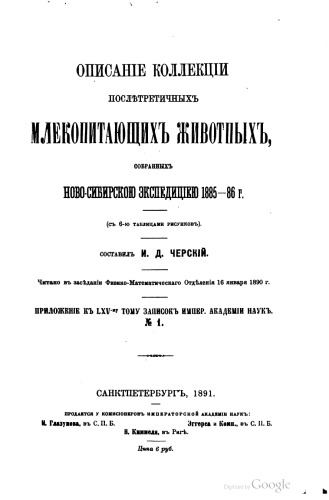 ОПИСАНІЕ КОЛЛЕКЦІИ
ПОСЛѢТРЕТИЧНЫХЪ
МЛЕКОПИТАЮЩИХЪ ЖИВОТНЫХЪ,
СОБРАННЫХЪ
НОВО-СИБИРСКОЮ ЭКСПЕДИЦІЕЮ 1885—86 г.
(съ 6-ю таблицами рисунковъ).
СОСТАВИЛЪ И. Д. ЧЕРСКІЙ.
Читано въ засѣданіи Физико-Математическаго Отдѣленія 16 января 1890 г.
ПРИЛОЖЕНІЕ КЪ LXV-му ТОМУ ЗАПИСОКЪ ИМПЕР. АКАДЕМІИ НАУКЪ.
№ 1.
САНКТПЕТЕРБУРГЪ, 1891.
ПРОДАЕТСЯ У КОМИСІОНЕРОВЪ ИМПЕРАТОРСКОЙ АКАДЕМІИ НАУКЪ:
И. Глазунова, въ С. П. Б. Эггерса и Комп., въ С. П. Б.
Н. Киммеля, въ Ригѣ.
Цѣна 6 руб.
Digitized by Google